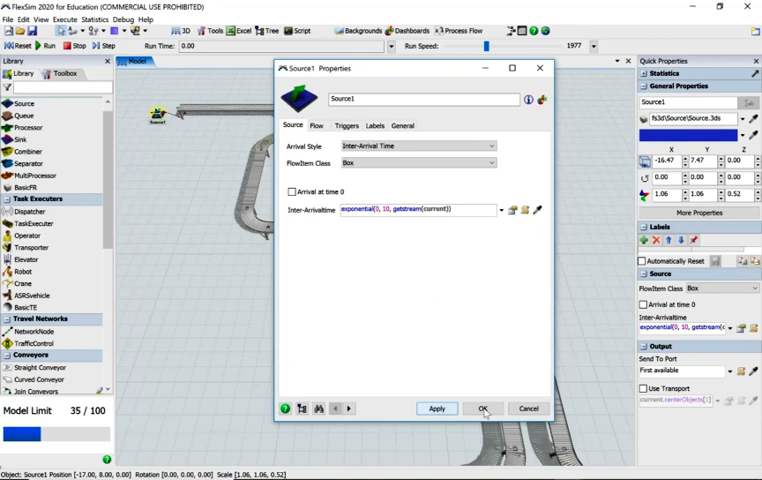 FlexSim 2020 for Education (COMMERCIAL USE PROHIBITED)
File Edit View Execute Statistics Debug Help
3D Tools Excel Tree Script Backgrounds Dashboards Process Flow
Reset Run Stop Step Run Time: 0.00 Run Speed: 1977
Library
Library Toolbox
Source
Queue
Processor
Sink
Combiner
Separator
MultiProcessor
BasicFR
Task Executers
Dispatcher
TaskExecuter
Operator
Transporter
Elevator
Robot
Crane
ASRSvehicle
BasicTE
Travel Networks
NetworkNode
TrafficControl
Conveyors
Straight Conveyor
Curved Conveyor
Join Conveyors
Model Limit 35 / 100
Model
Source1
Source1 Properties
Source1
Source Flow Triggers Labels General
Arrival Style Inter-Arrival Time
FlowItem Class Box
Arrival at time 0
Inter-Arrivaltime exponential(0, 10, getstream(current))
Apply OK Cancel
Quick Properties
Statistics
General Properties
Source1
fs3d\Source\Source.3ds
X Y Z
-16.47 7.47 0.00
0.00 0.00 0.00
1.06 1.06 0.52
More Properties
Labels
Automatically Reset
Source
FlowItem Class Box
Arrival at time 0
Inter-Arrivaltime
exponential(0, 10, getstream(c
Output
Send To Port
First available
Use Transport
current.centerObjects[1]
Object: Source1 Position [-17.00, 8.00, 0.00] Rotation [0.00, 0.00, 0.00] Scale [1.06, 1.06, 0.52]